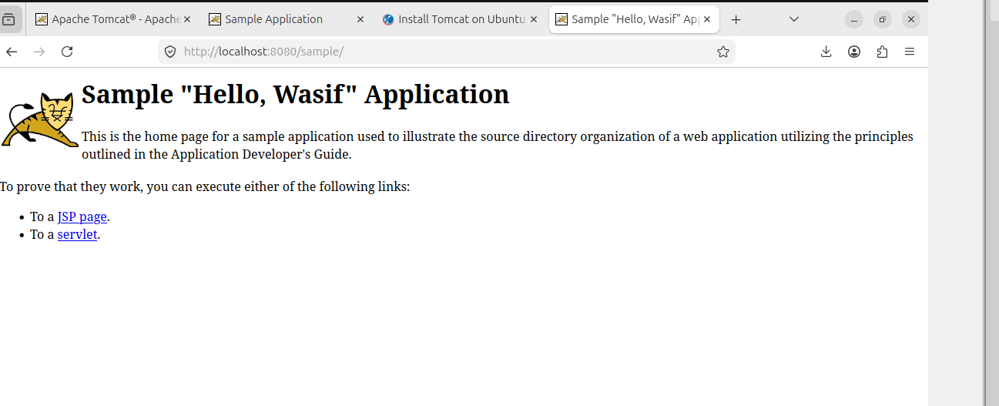 Apache Tomcat® - Apache
Sample Application
Install Tomcat on Ubuntu
Sample "Hello, Wasif" App
http://localhost:8080/sample/
Sample "Hello, Wasif" Application
This is the home page for a sample application used to illustrate the source directory organization of a web application utilizing the principles
outlined in the Application Developer's Guide.
To prove that they work, you can execute either of the following links:
• To a JSP page.
• To a servlet.